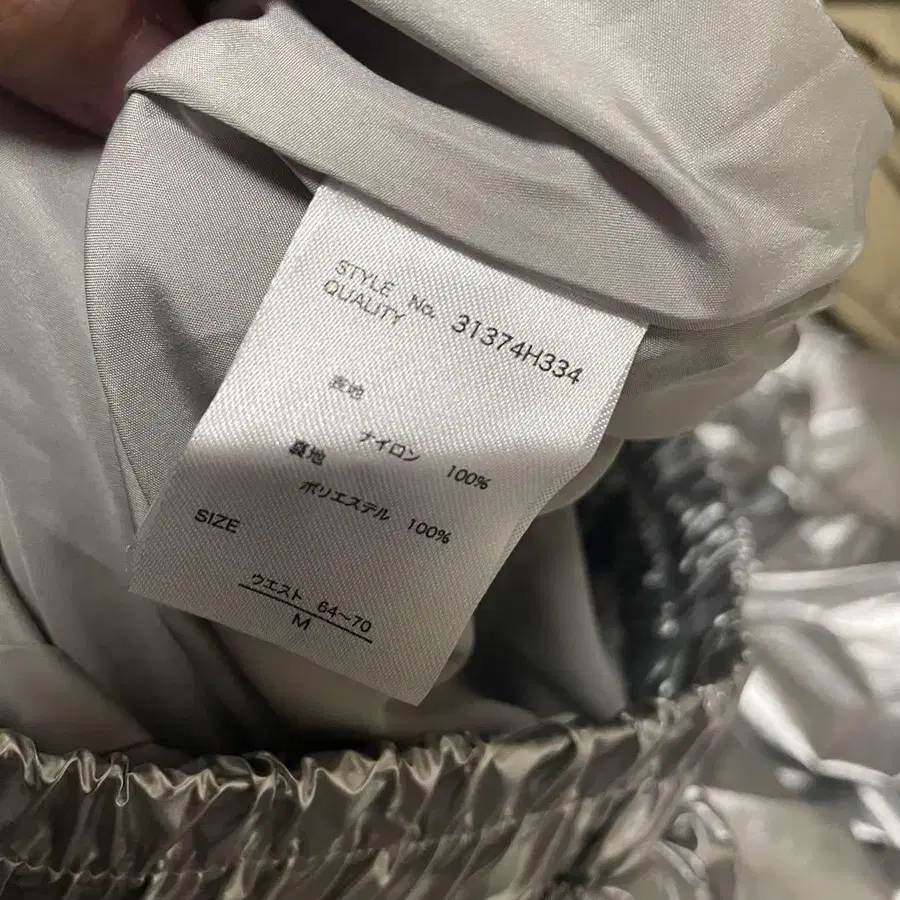 STYLE No. 31374H334
QUALITY
表地
ナイロン 100%
裏地
ポリエステル 100%
SIZE
ウエスト 64~70
M